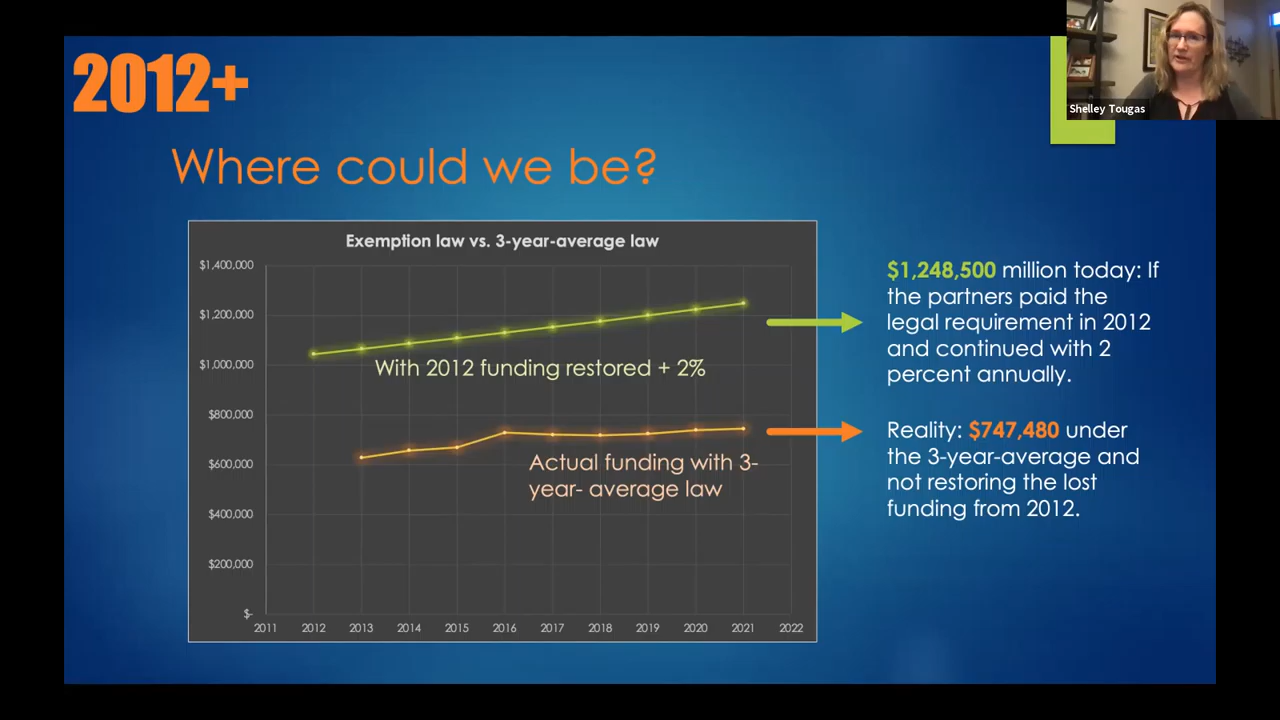 2012+
Shelley Tougas
Where could we be?
Exemption law vs. 3-year-average law
$1,400,000
$1,200,000
$1,000,000
$800,000
$600,000
$400,000
$200,000
$-
2011 2012 2013 2014 2015 2016 2017 2018 2019 2020 2021 2022
With 2012 funding restored + 2%
Actual funding with 3-
year- average law
$1,248,500 million today: If
the partners paid the
legal requirement in 2012
and continued with 2
percent annually.
Reality: $747,480 under
the 3-year-average and
not restoring the lost
funding from 2012.